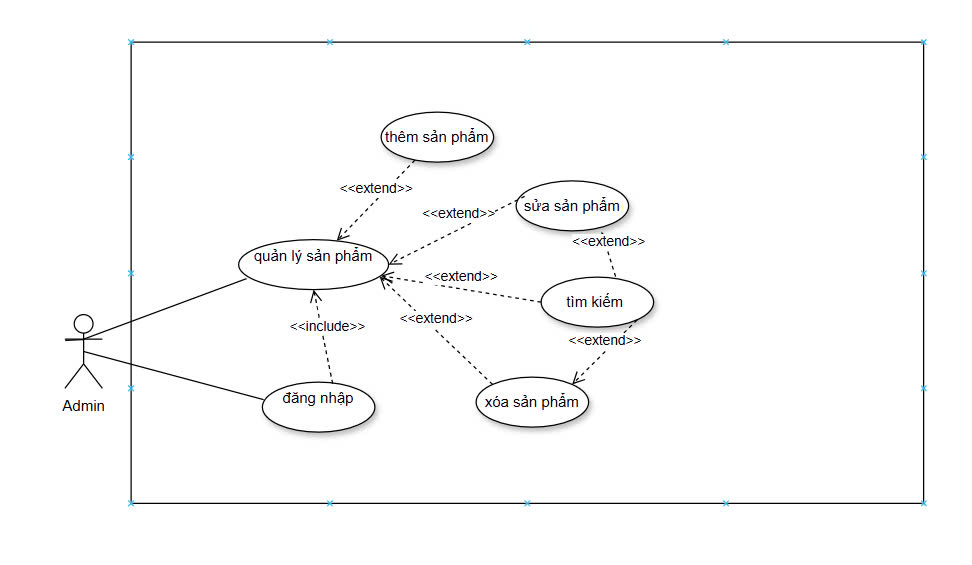 thêm sản phẩm
<<extend>>
sửa sản phẩm
<<extend>>
<<extend>>
quản lý sản phẩm
<<extend>>
tìm kiếm
<<extend>>
<<include>>
<<extend>>
đăng nhập
xóa sản phẩm
Admin